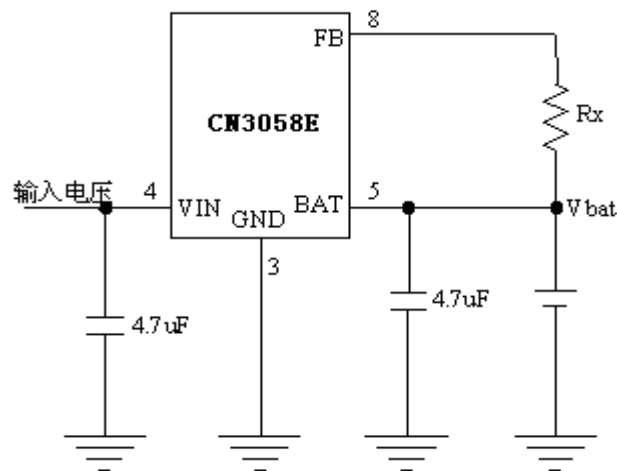 8
FB
CN3058E
Rx
输入电压
4
VIN
GND
BAT
5
Vbat
3
4.7uF
4.7uF